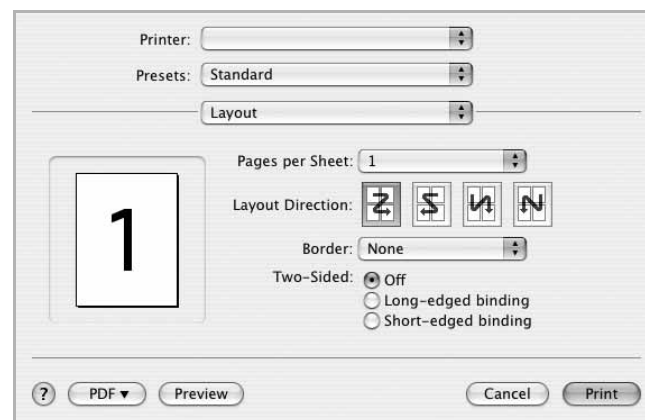 Printer:
Presets: Standard
Layout
Pages per Sheet: 1
Layout Direction:
Border: None
Two-Sided: Off
Long-edged binding
Short-edged binding
1
? PDF▼ Preview Cancel Print